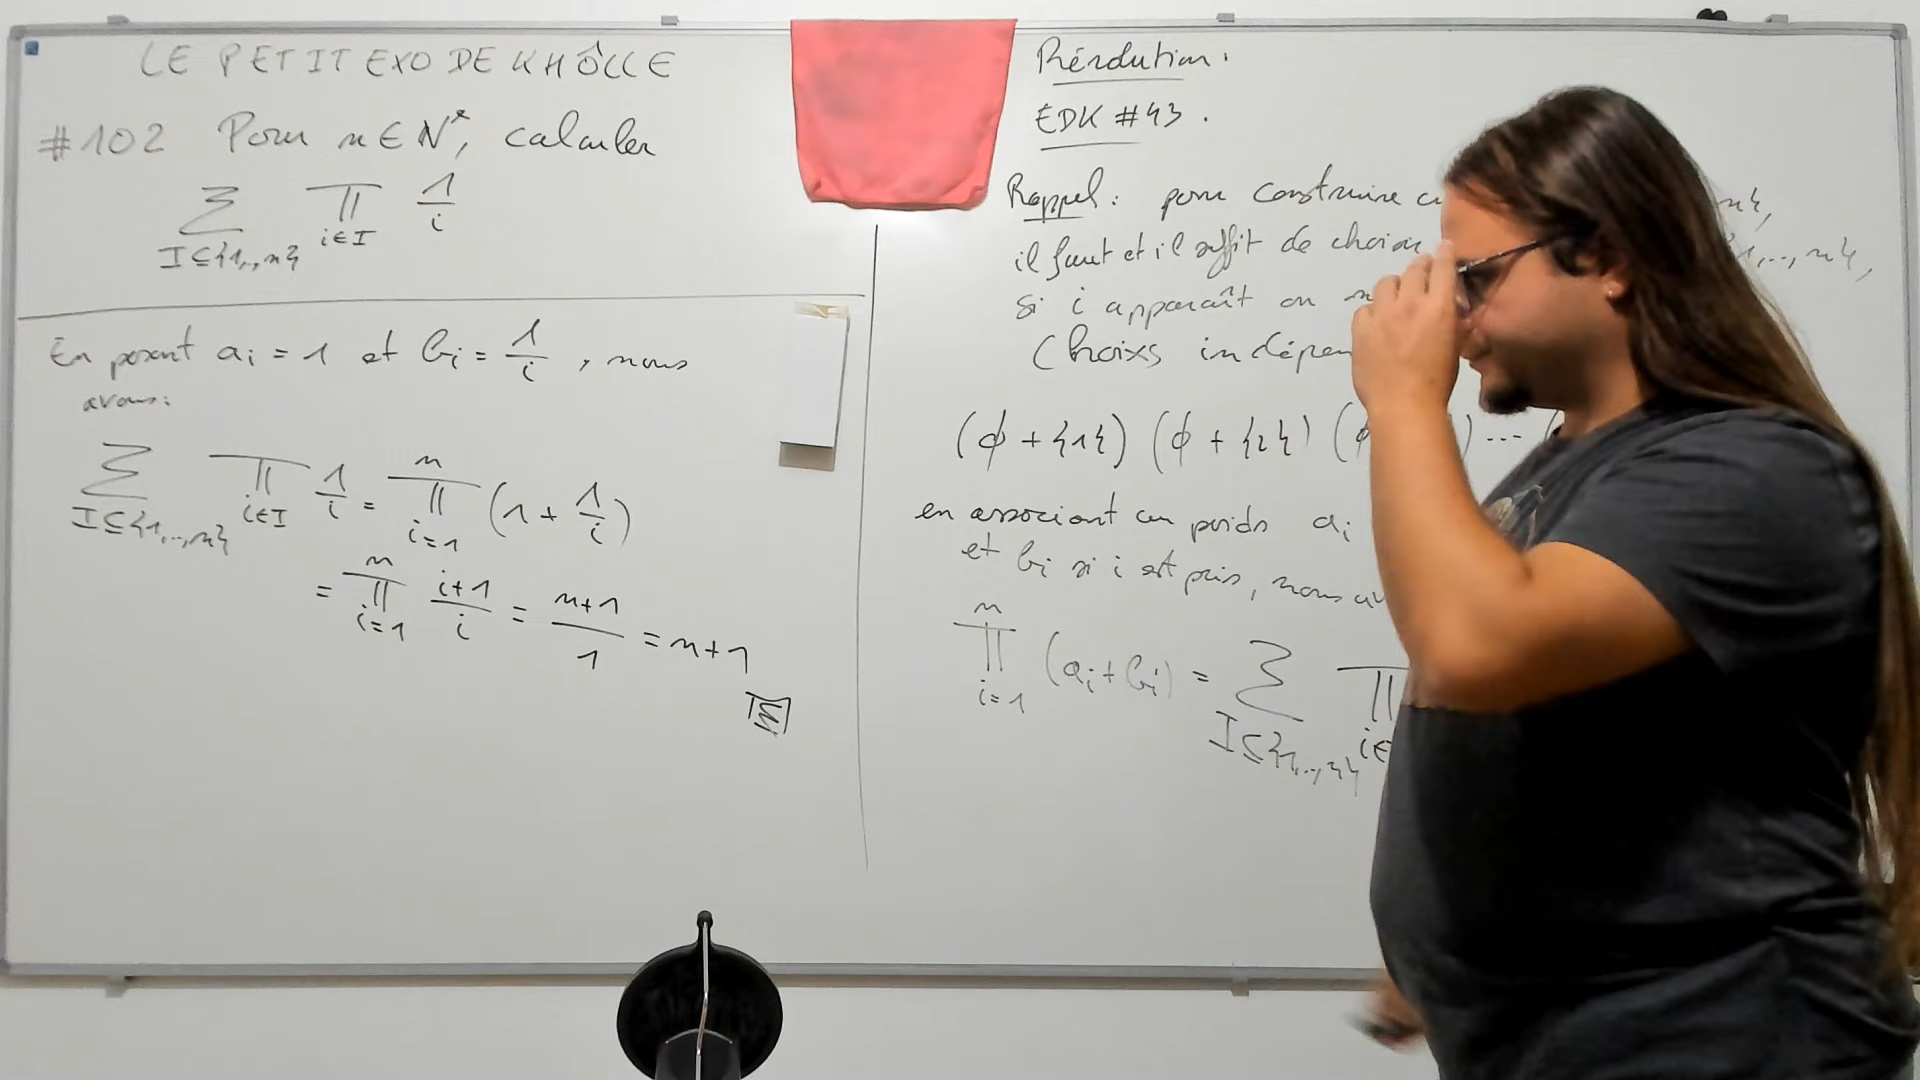 LE PETIT EXO DE KHÔLLE
#102 Pour n ∈ N*, calculer
∑_{I⊆{1,..,n}} ∏_{i∈I} 1/i
En posant a_i = 1 et b_i = 1/i, nous
avons:
∑_{I⊆{1,..,n}} ∏_{i∈I} 1/i = ∏_{i=1}^{n} (1 + 1/i)
= ∏_{i=1}^{n} (i+1)/i = (n+1)/1 = n+1
Résolution:
EDK #43.
Rappel: pour construire
il faut et il suffit de choisir 1,..,n},
si i apparaît ou
Choixs indépen
(∅ + {1}) (∅ + {2}) (∅ ) ... (
en associant un poids a_i
et b_i si i est pris, nous av
∏_{i=1}^{n} (a_i + b_i) = ∑_{I⊆{1,..,n}} ∏_{i∈